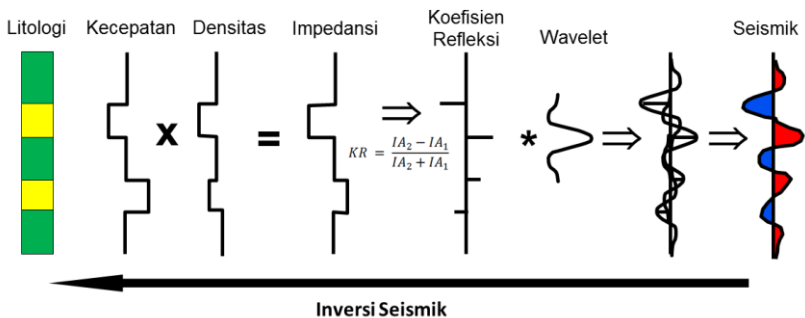 Litologi
Kecepatan
Densitas
Impedansi
Koefisien
Refleksi
Wavelet
Seismik
x
=
KR = (IA₂ − IA₁) / (IA₂ + IA₁)
*
Inversi Seismik